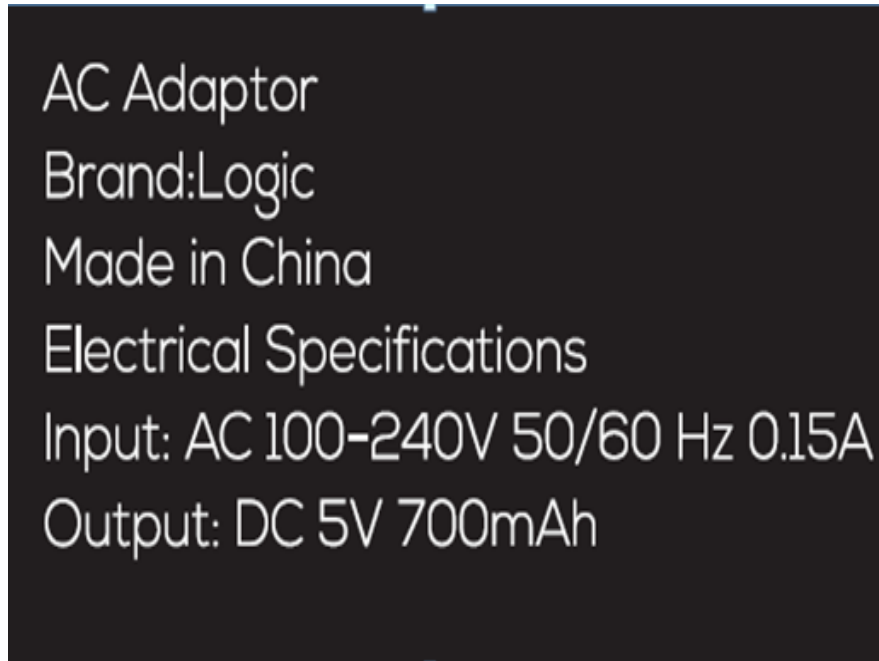 AC Adaptor
Brand:Logic
Made in China
Electrical Specifications
Input: AC 100-240V 50/60 Hz 0.15A
Output: DC 5V 700mAh